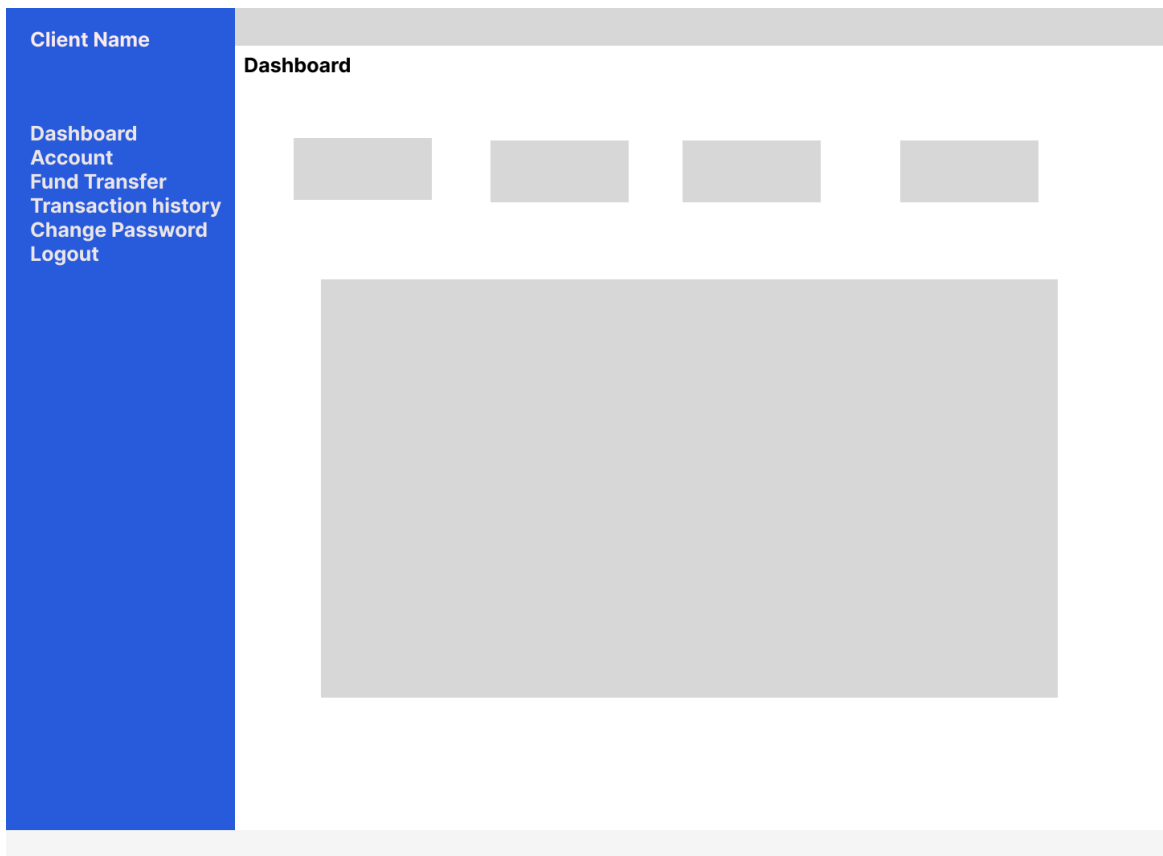 Client Name
Dashboard
Dashboard
Account
Fund Transfer
Transaction history
Change Password
Logout